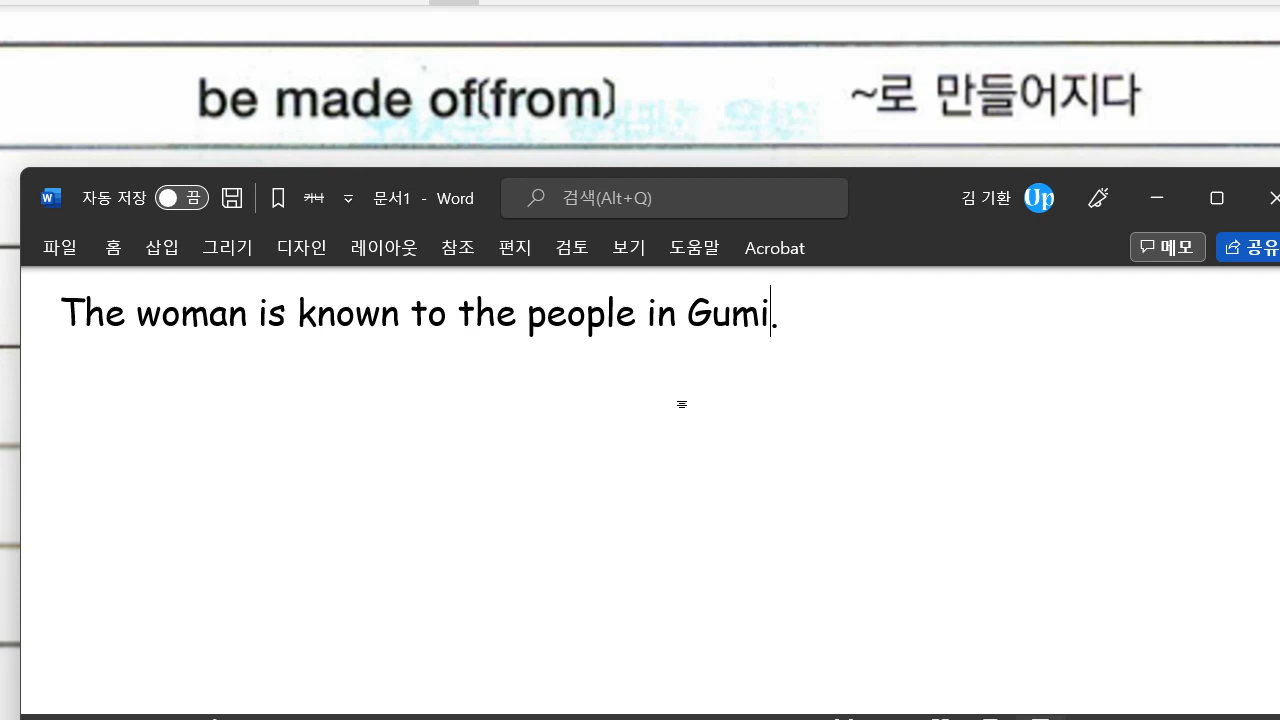 be made of(from) ~로 만들어지다
자동 저장 끔 가나 문서1 - Word 검색(Alt+Q) 김 기환 Up
파일 홈 삽입 그리기 디자인 레이아웃 참조 편지 검토 보기 도움말 Acrobat 메모 공유
The woman is known to the people in Gumi.